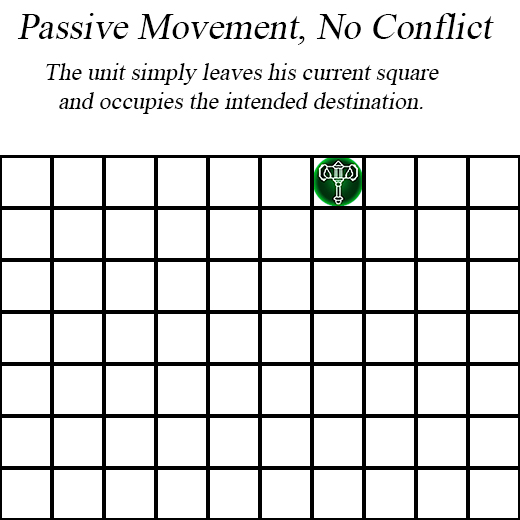 Passive Movement, No Conflict
The unit simply leaves his current square
and occupies the intended destination.